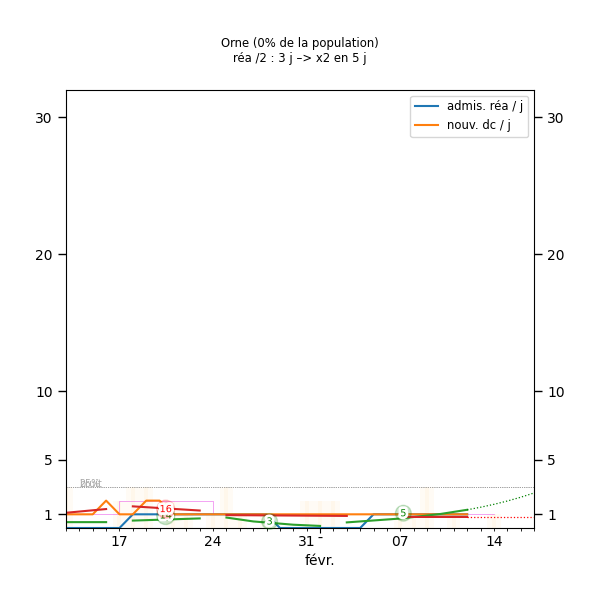 Orne (0% de la population)
réa /2 : 3 j –> x2 en 5 j
admis. réa / j
nouv. dc / j
30 30
20 20
10 10
5 5
16
3
5
1 1
17 24 31 - 07 14
févr.